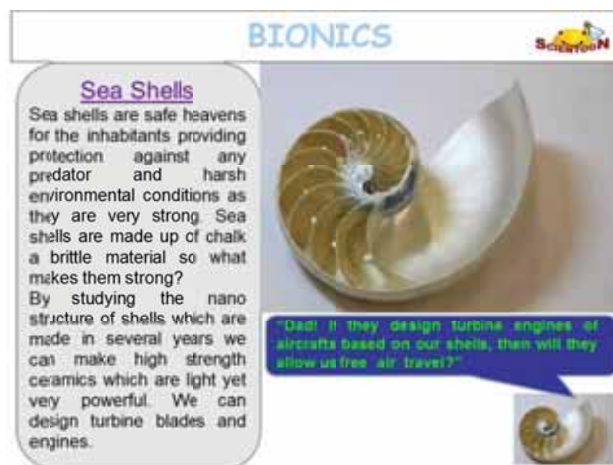 BIONICS
SCIENTOON
Sea Shells
Sea shells are safe heavens
for the inhabitants providing
protection against any
predator and harsh
environmental conditions as
they are very strong. Sea
shells are made up of chalk
a brittle material so what
makes them strong?
By studying the nano
structure of shells which are
made in several years we
can make high strength
ceramics which are light yet
very powerful. We can
design turbine blades and
engines.
"Dad! If they design turbine engines of
aircrafts based on our shells, then will they
allow us free air travel?"